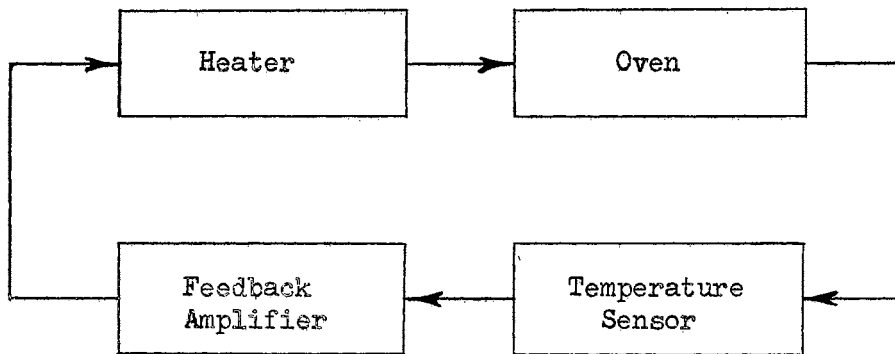 Heater
Oven
Feedback
Amplifier
Temperature
Sensor